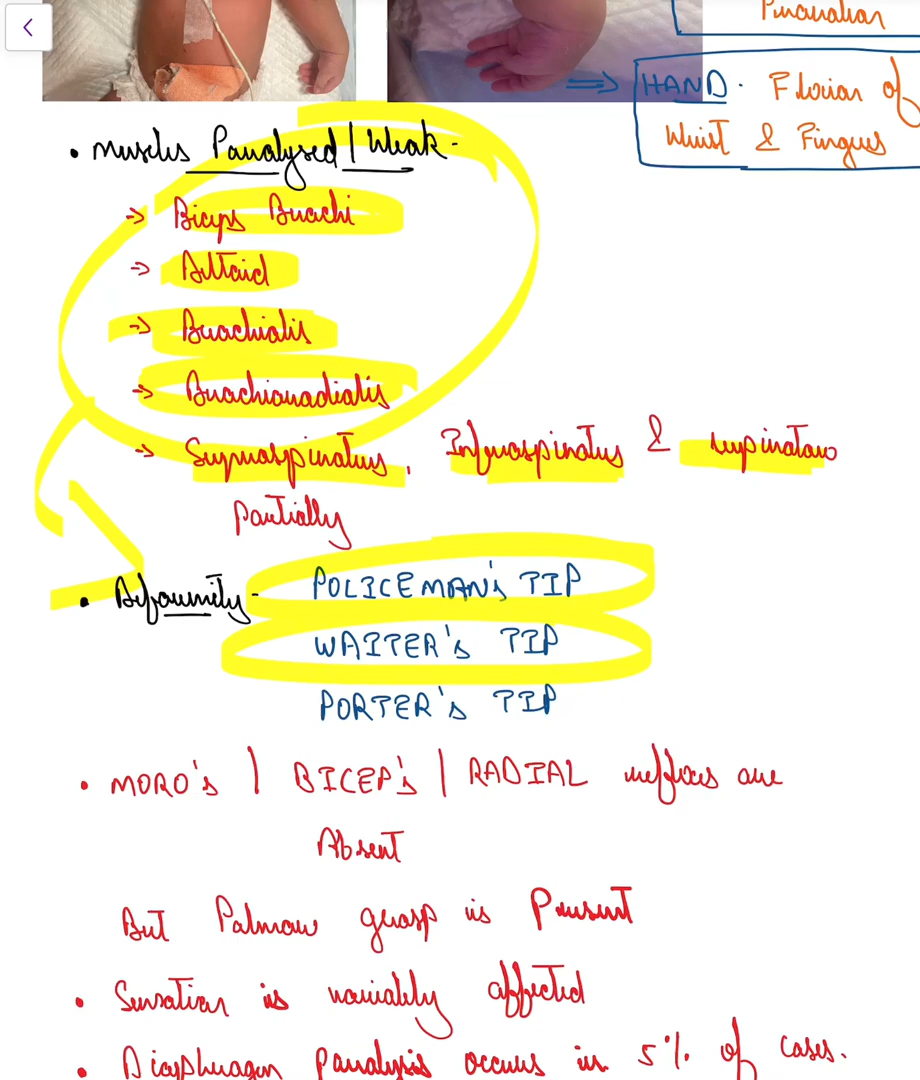 Pronation
⇒ HAND. Flexion of
Wrist & Fingers
• Muscles Paralysed | Weak -
→ Biceps Brachi
→ Deltoid
→ Brachialis
→ Brachioradialis
→ Supraspinatus, Infraspinatus & supinator
partially
• Deformity - POLICEMAN's TIP
WAITER's TIP
PORTER's TIP
• MORO's | BICEP's | RADIAL reflexes are
Absent
But Palmar grasp is Present
• Sensation is variably affected
• Diaphragm paralysis occurs in 5% of cases.